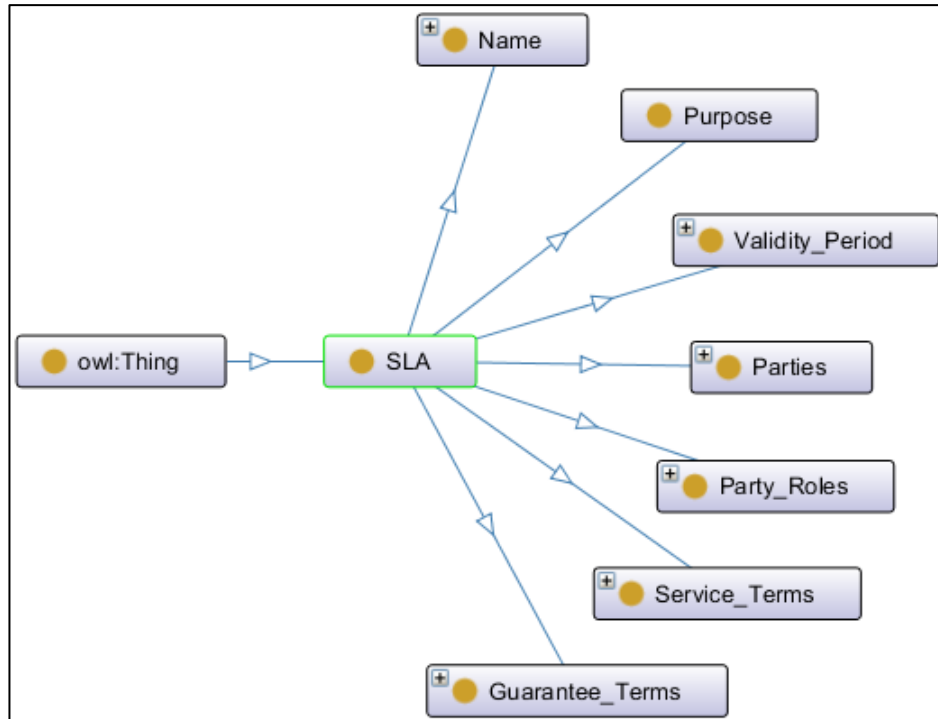 Name
Purpose
Validity_Period
owl:Thing
SLA
Parties
Party_Roles
Service_Terms
Guarantee_Terms